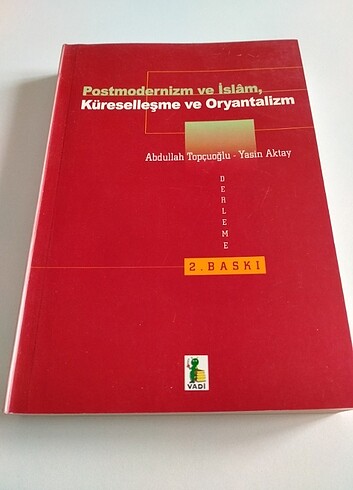 Postmodernizm ve İslâm,
Küreselleşme ve Oryantalizm
Abdullah Topçuoğlu - Yasin Aktay
DERLEME
2. BASKI
VADİ